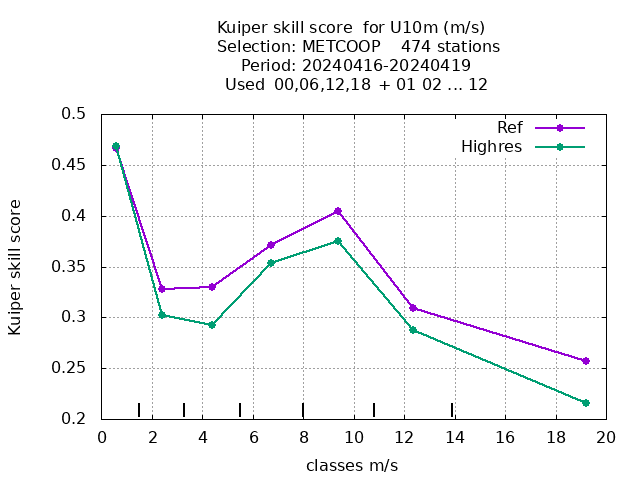 Kuiper skill score  for U10m (m/s)
Selection: METCOOP    474 stations
Period: 20240416-20240419
Used  00,06,12,18 + 01 02 ... 12
0.5
0.45
0.4
0.35
0.3
0.25
0.2
Kuiper skill score
Ref
Highres
0 2 4 6 8 10 12 14 16 18 20
classes m/s